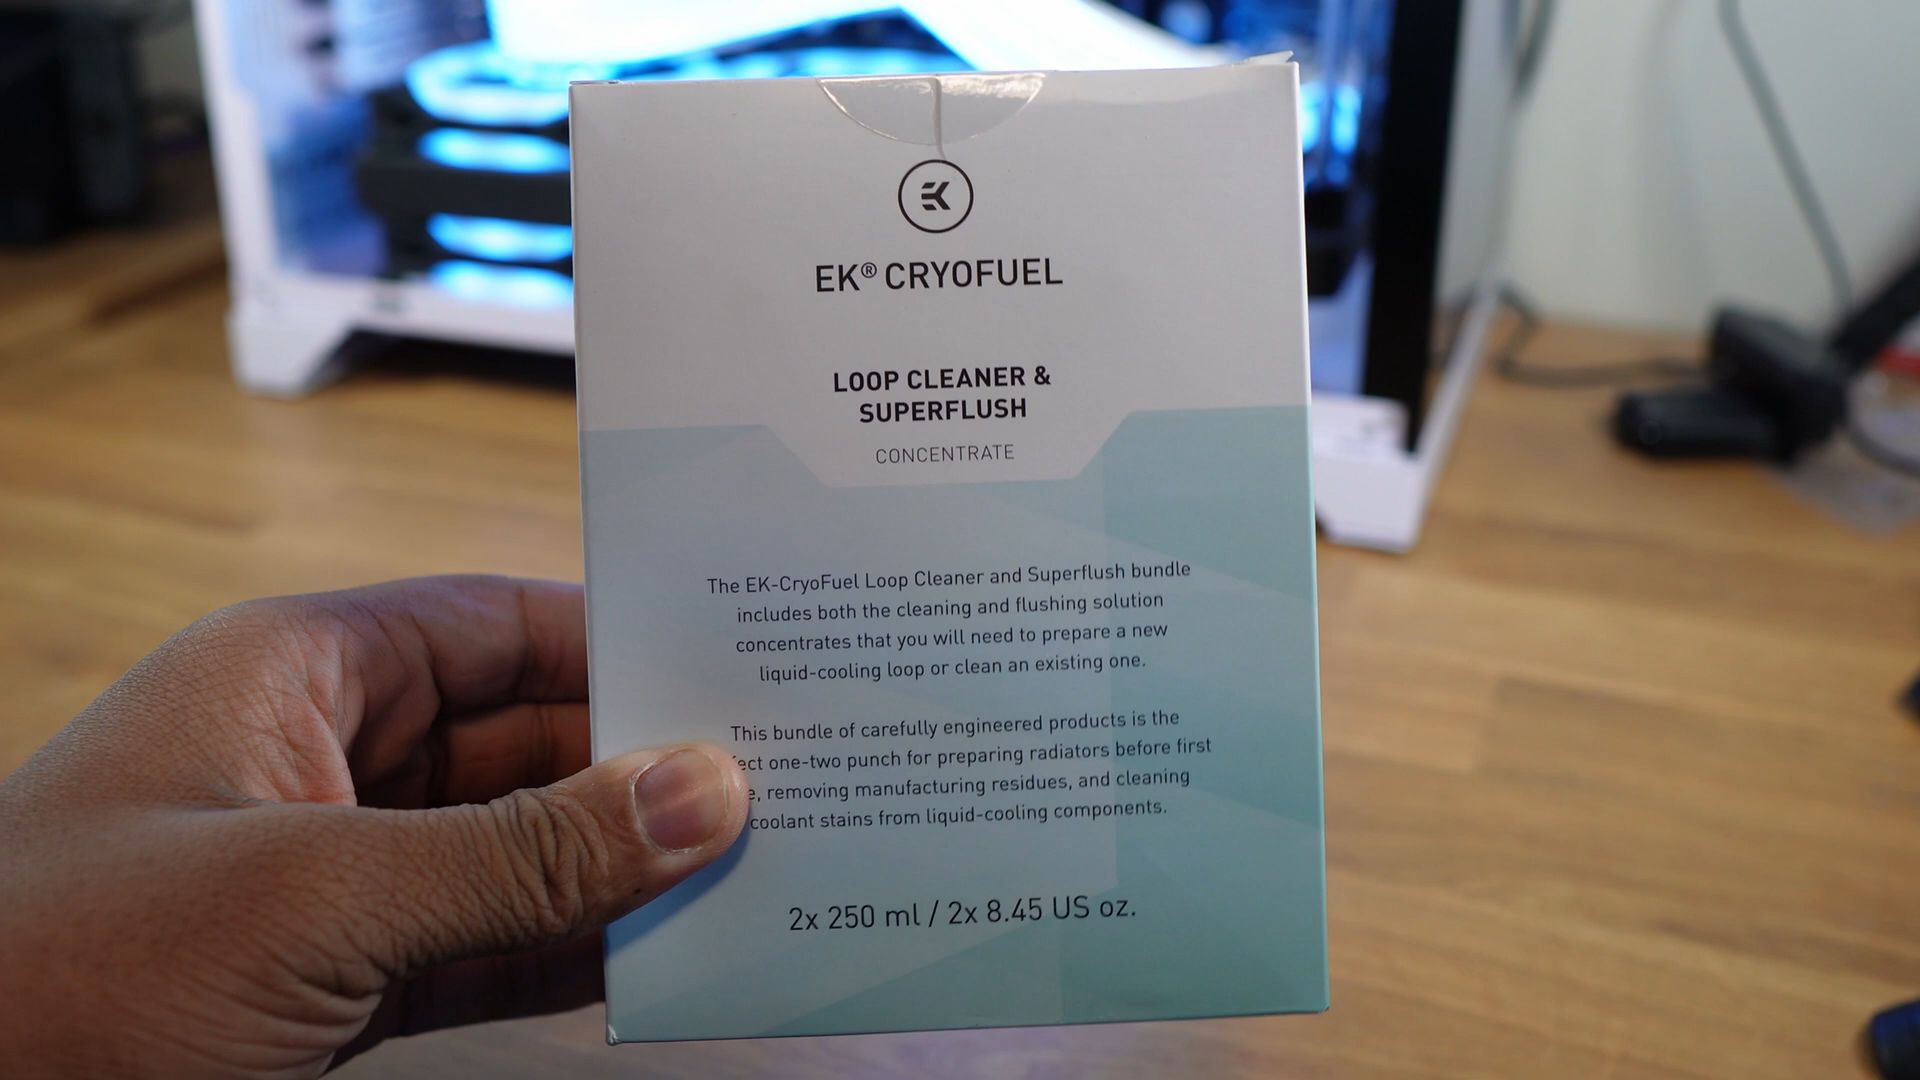 EK
EK® CRYOFUEL
LOOP CLEANER &
SUPERFLUSH
CONCENTRATE
The EK-CryoFuel Loop Cleaner and Superflush bundle
includes both the cleaning and flushing solution
concentrates that you will need to prepare a new
liquid-cooling loop or clean an existing one.
This bundle of carefully engineered products is the
one-two punch for preparing radiators before first
removing manufacturing residues, and cleaning
coolant stains from liquid-cooling components.
2x 250 ml / 2x 8.45 US oz.